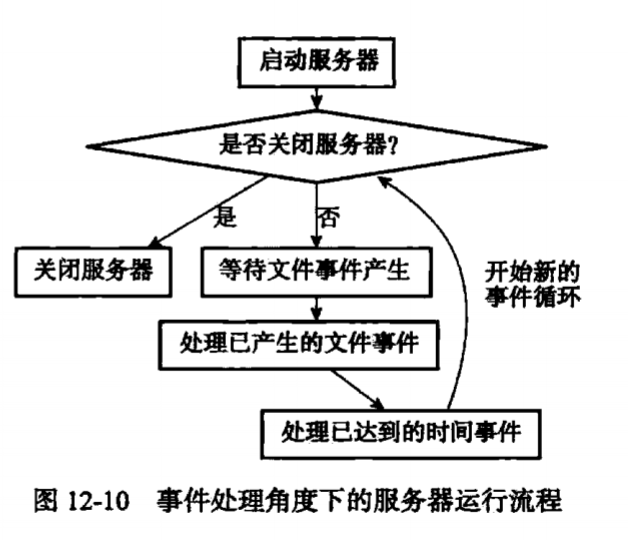 启动服务器
是否关闭服务器?
是
否
关闭服务器
等待文件事件产生
开始新的
事件循环
处理已产生的文件事件
处理已达到的时间事件
图 12-10 事件处理角度下的服务器运行流程